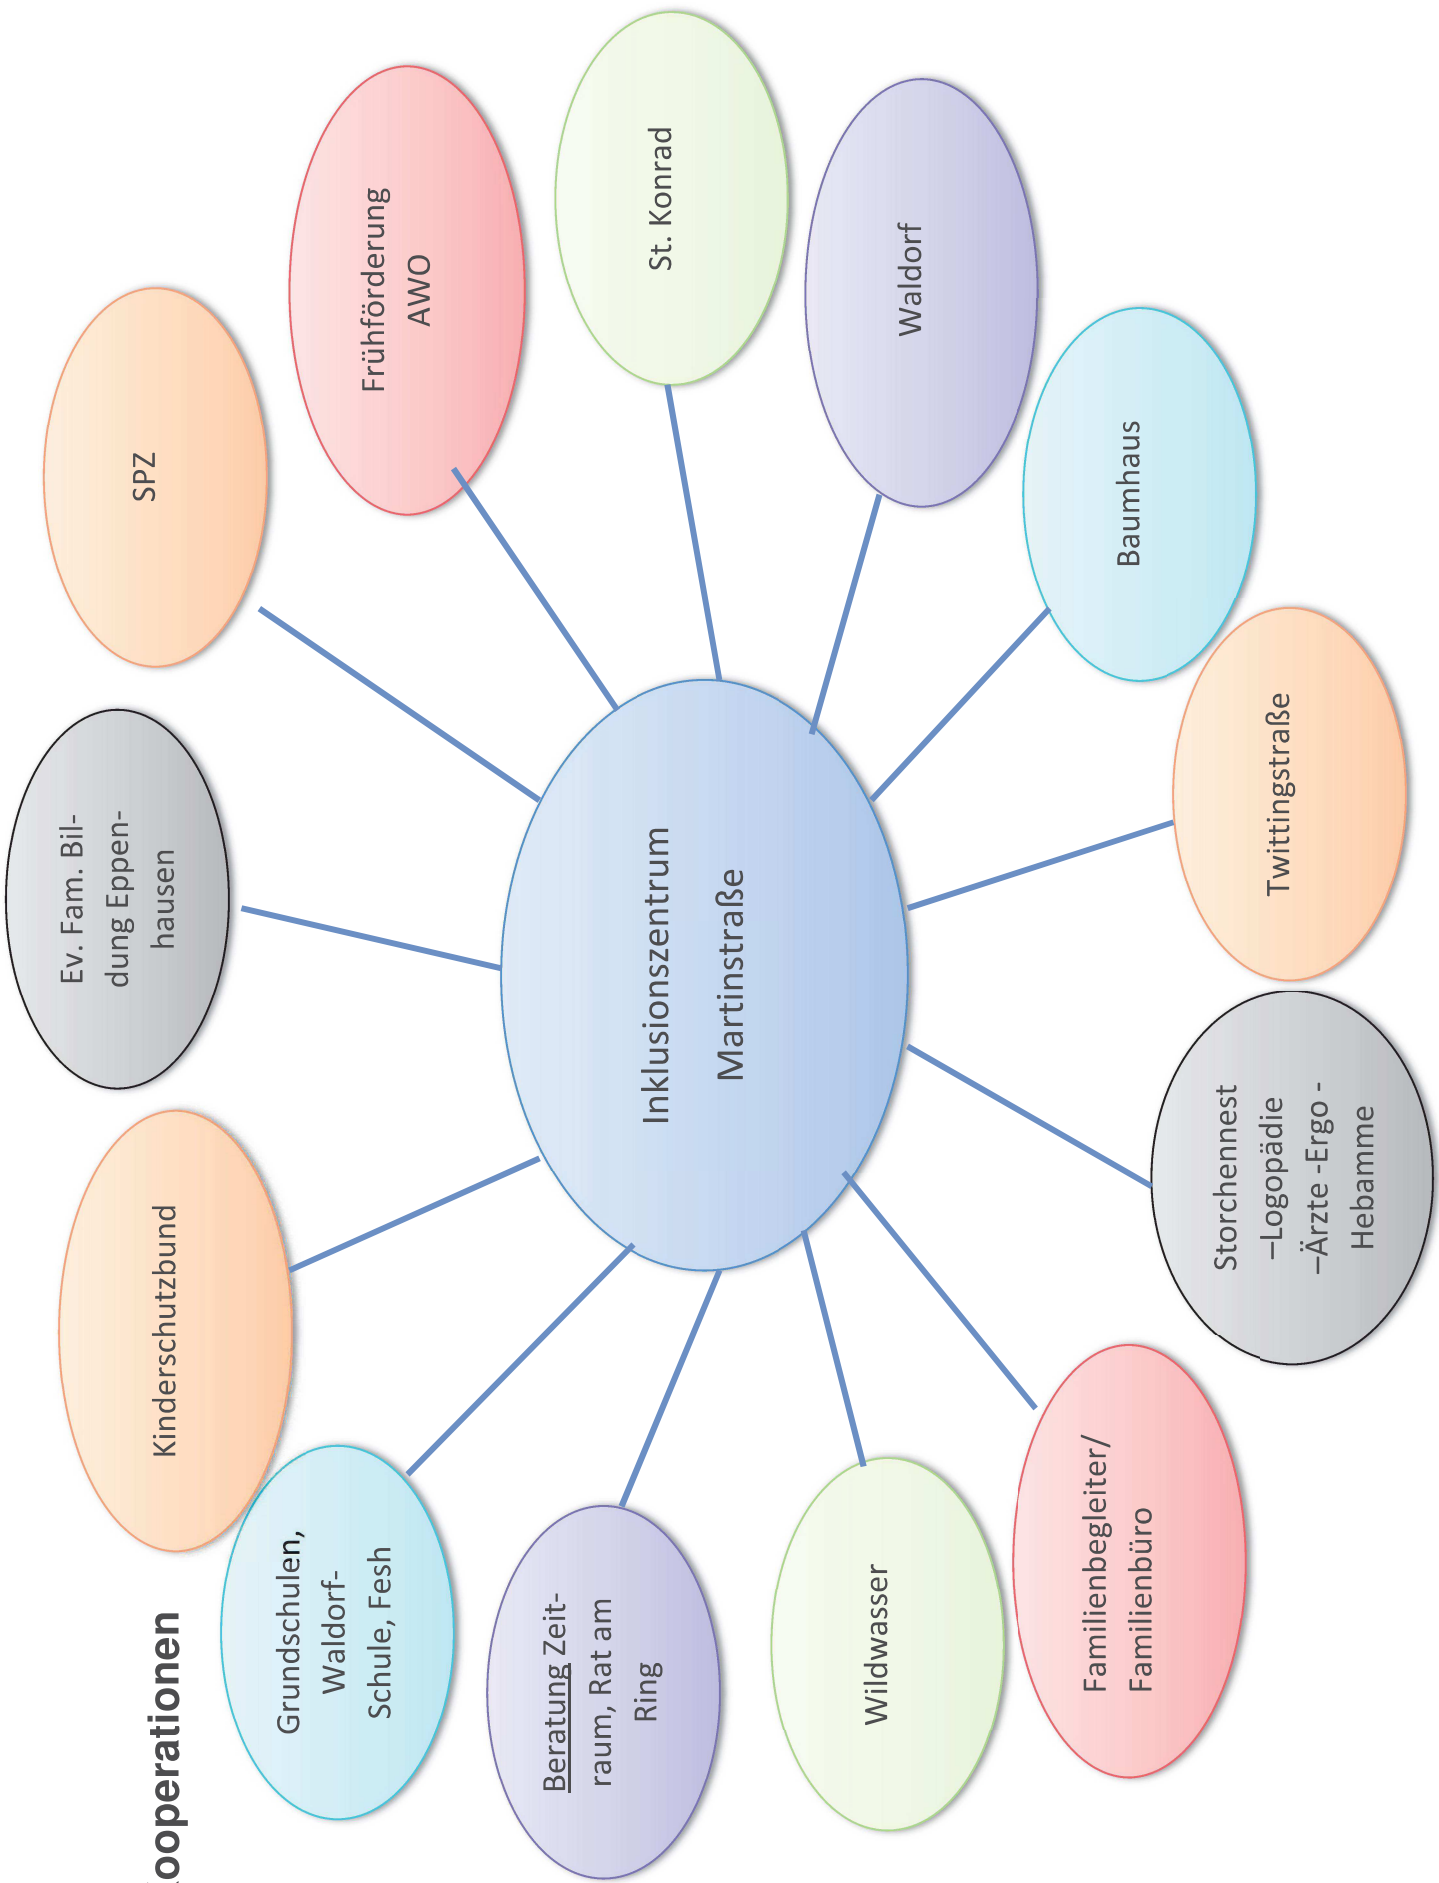 ooperationen
Kinderschutzbund
Ev. Fam. Bil-
dung Eppen-
hausen
SPZ
Grundschulen,
Waldorf-
Schule, Fesh
Frühförderung
AWO
Beratung Zeit-
raum, Rat am
Ring
Inklusionszentrum
Martinstraße
St. Konrad
Wildwasser
Waldorf
Familienbegleiter/
Familienbüro
Baumhaus
Storchennest
–Logopädie
–Ärzte -Ergo -
Hebamme
Twittingstraße